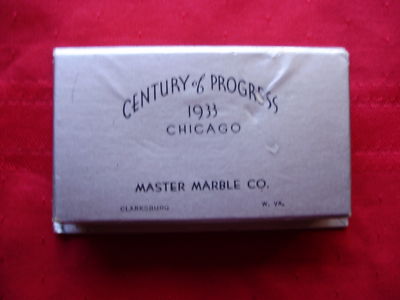 CENTURY of PROGRESS
1933
CHICAGO
MASTER MARBLE CO.
CLARKSBURG W. VA.